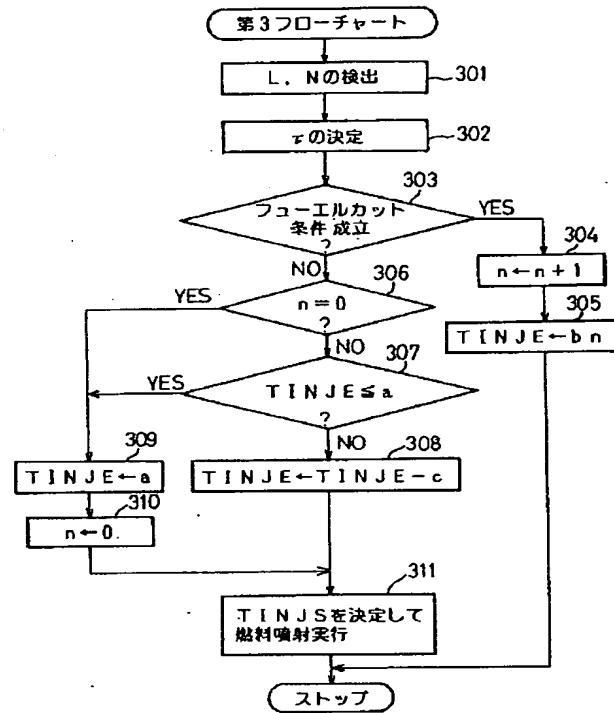 第3フローチャート
L，Nの検出
301
τの決定
302
303
フューエルカット
条件成立
?
YES
NO
304
n←n+1
305
TINJE←bn
306
n=0
?
YES
NO
307
TINJE≦a
?
YES
NO
309
TINJE←a
308
TINJE←TINJE-c
310
n←0.
311
TINJSを決定して
燃料噴射実行
ストップ